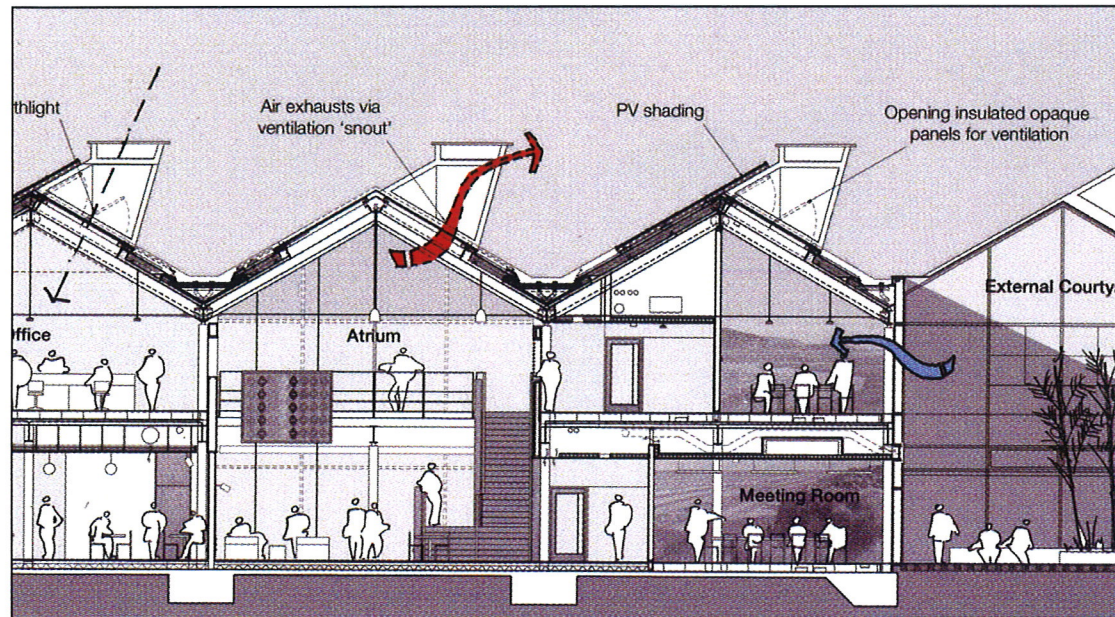 thlight
Air exhausts via
ventilation 'snout'
PV shading
Opening insulated opaque
panels for ventilation
External Courty
Office
Atrium
Meeting Room